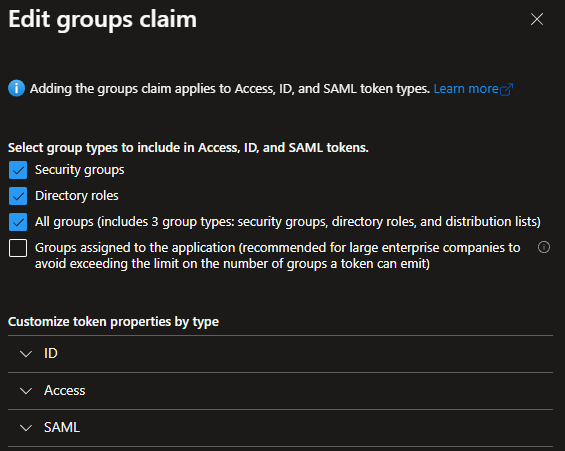 Edit groups claim
Adding the groups claim applies to Access, ID, and SAML token types. Learn more
Select group types to include in Access, ID, and SAML tokens.
Security groups
Directory roles
All groups (includes 3 group types: security groups, directory roles, and distribution lists)
Groups assigned to the application (recommended for large enterprise companies to
avoid exceeding the limit on the number of groups a token can emit)
Customize token properties by type
ID
Access
SAML